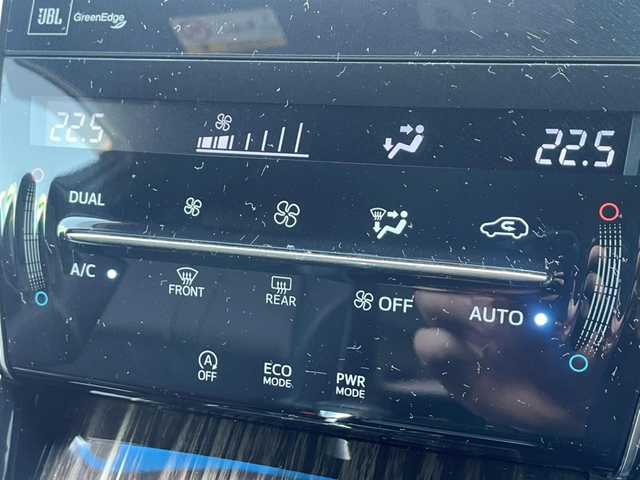 JBL GreenEdge
22.5 22.5
DUAL
A/C
FRONT REAR OFF AUTO
A OFF
ECO MODE
PWR MODE